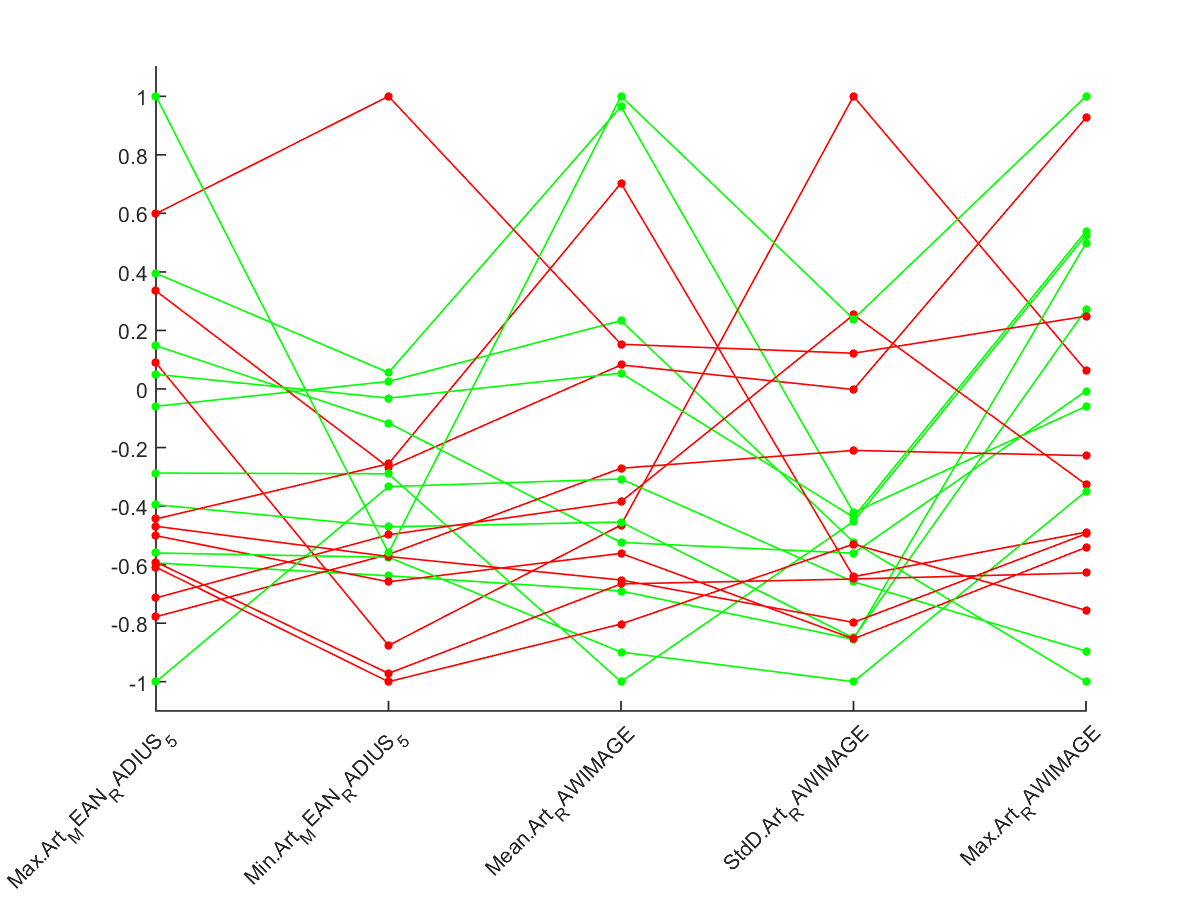 1
0.8
0.6
0.4
0.2
0
-0.2
-0.4
-0.6
-0.8
-1
Max.Art_MEAN_RADIUS_5
Min.Art_MEAN_RADIUS_5
Mean.Art_RAWIMAGE
StdD.Art_RAWIMAGE
Max.Art_RAWIMAGE